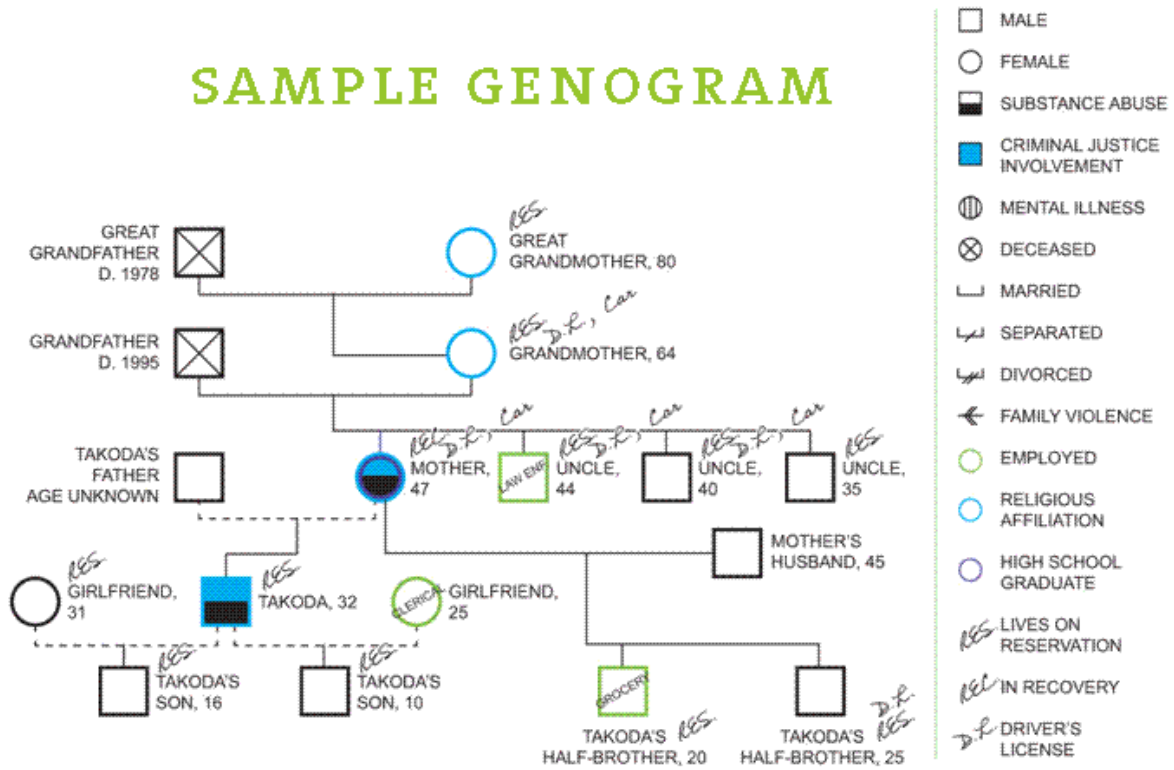 SAMPLE GENOGRAM
RES.
GREAT
GRANDFATHER
D. 1978
GREAT
GRANDMOTHER, 80
RES. D.L., Car
GRANDFATHER
D. 1995
GRANDMOTHER, 64
TAKODA'S
FATHER
AGE UNKNOWN
REC D.L., Car
MOTHER,
47
LAW ENF
RES. D.L., Car
UNCLE,
44
RES. D.L., Car
UNCLE,
40
RES.
UNCLE,
35
MOTHER'S
HUSBAND, 45
RES.
GIRLFRIEND,
31
RES.
TAKODA, 32
CLERICAL
GIRLFRIEND,
25
RES.
TAKODA'S
SON, 16
RES.
TAKODA'S
SON, 10
GROCERY
TAKODA'S RES.
HALF-BROTHER, 20
D.L.
TAKODA'S RES.
HALF-BROTHER, 25
MALE
FEMALE
SUBSTANCE ABUSE
CRIMINAL JUSTICE
INVOLVEMENT
MENTAL ILLNESS
DECEASED
MARRIED
SEPARATED
DIVORCED
FAMILY VIOLENCE
EMPLOYED
RELIGIOUS
AFFILIATION
HIGH SCHOOL
GRADUATE
RES. LIVES ON
RESERVATION
REC IN RECOVERY
D.L. DRIVER'S
LICENSE